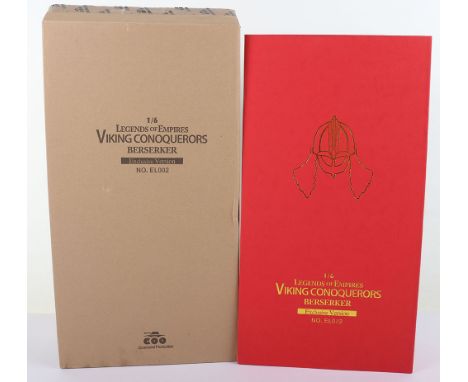 1/6
LEGENDS OF EMPIRES
VIKING CONOQUERORS
BERSERKER
Exclusive Version
NO. EL002
COO
1/6
LEGENDS OF EMPIRES
VIKING CONOQUERORS
BERSERKER
Exclusive Version
NO. EL002